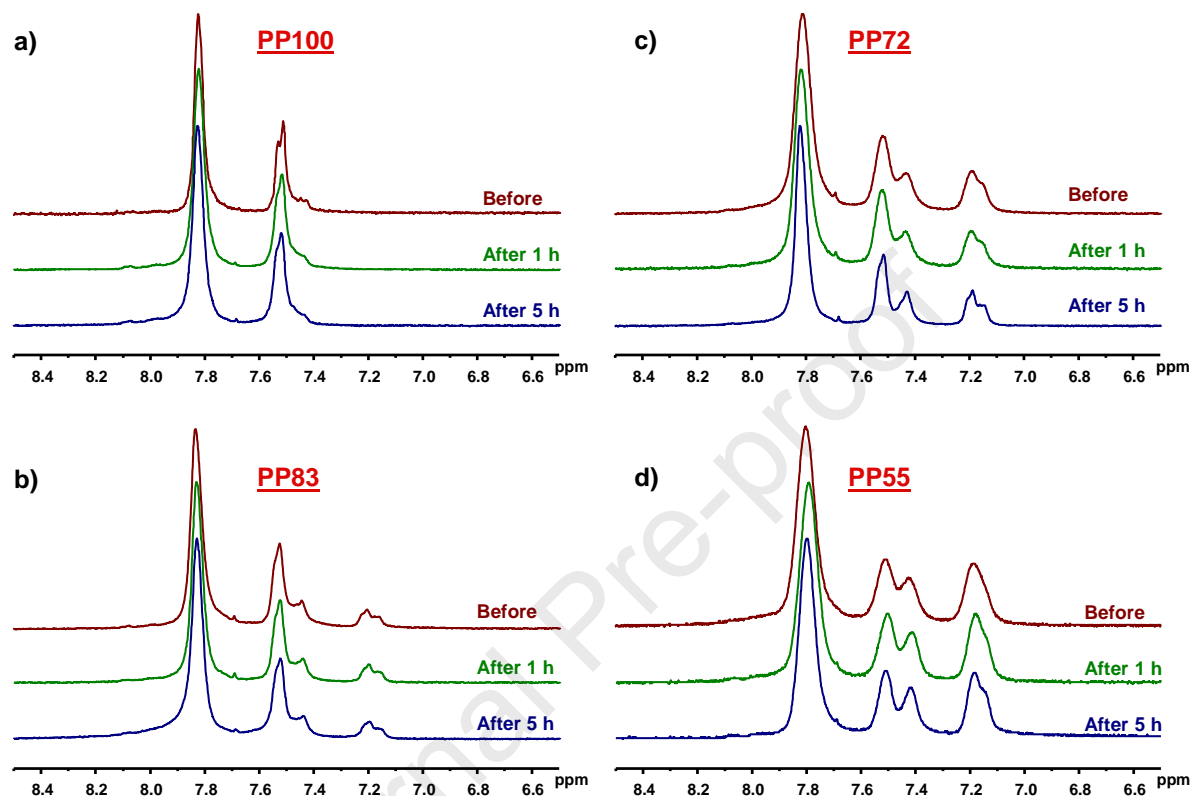 a)
PP100
Before
After 1 h
After 5 h
8.4 8.2 8.0 7.8 7.6 7.4 7.2 7.0 6.8 6.6 ppm
c)
PP72
Before
After 1 h
After 5 h
8.4 8.2 8.0 7.8 7.6 7.4 7.2 7.0 6.8 6.6 ppm
b)
PP83
Before
After 1 h
After 5 h
8.4 8.2 8.0 7.8 7.6 7.4 7.2 7.0 6.8 6.6 ppm
d)
PP55
Before
After 1 h
After 5 h
8.4 8.2 8.0 7.8 7.6 7.4 7.2 7.0 6.8 6.6 ppm
rnal Pre-proof